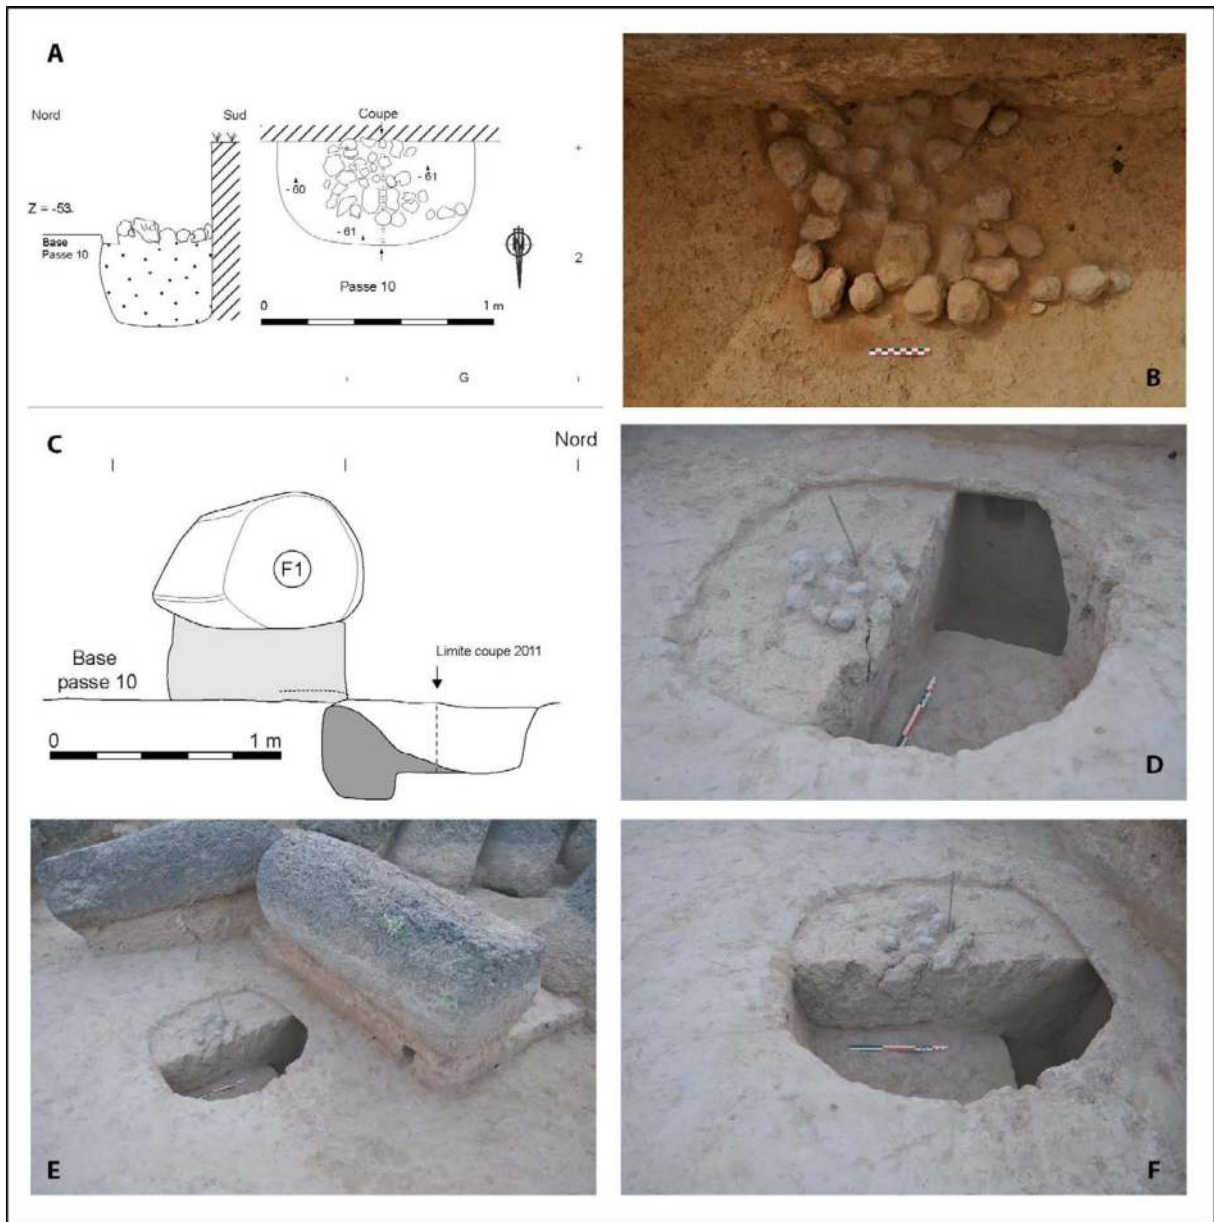 A
Nord
Sud
Coupe
- 60
- 61
- 61
Z = -53
Base
Passe 10
Passe 10
N
2
0
1 m
G
B
C
Nord
F1
Base
passe 10
Limite coupe 2011
0
1 m
D
E
F